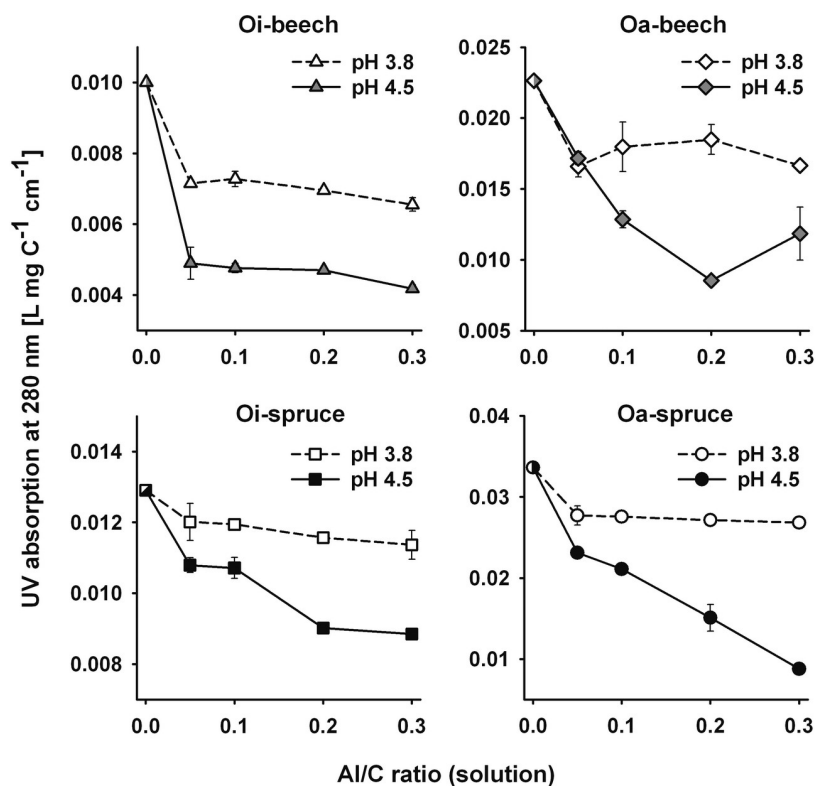 Oi-beech
pH 3.8
pH 4.5
0.010
0.008
0.006
0.004
0.0
0.1
0.2
0.3
Oa-beech
pH 3.8
pH 4.5
0.025
0.020
0.015
0.010
0.005
0.0
0.1
0.2
0.3
UV absorption at 280 nm [L mg C⁻¹ cm⁻¹]
Oi-spruce
pH 3.8
pH 4.5
0.014
0.012
0.010
0.008
0.0
0.1
0.2
0.3
Oa-spruce
pH 3.8
pH 4.5
0.04
0.03
0.02
0.01
0.0
0.1
0.2
0.3
Al/C ratio (solution)